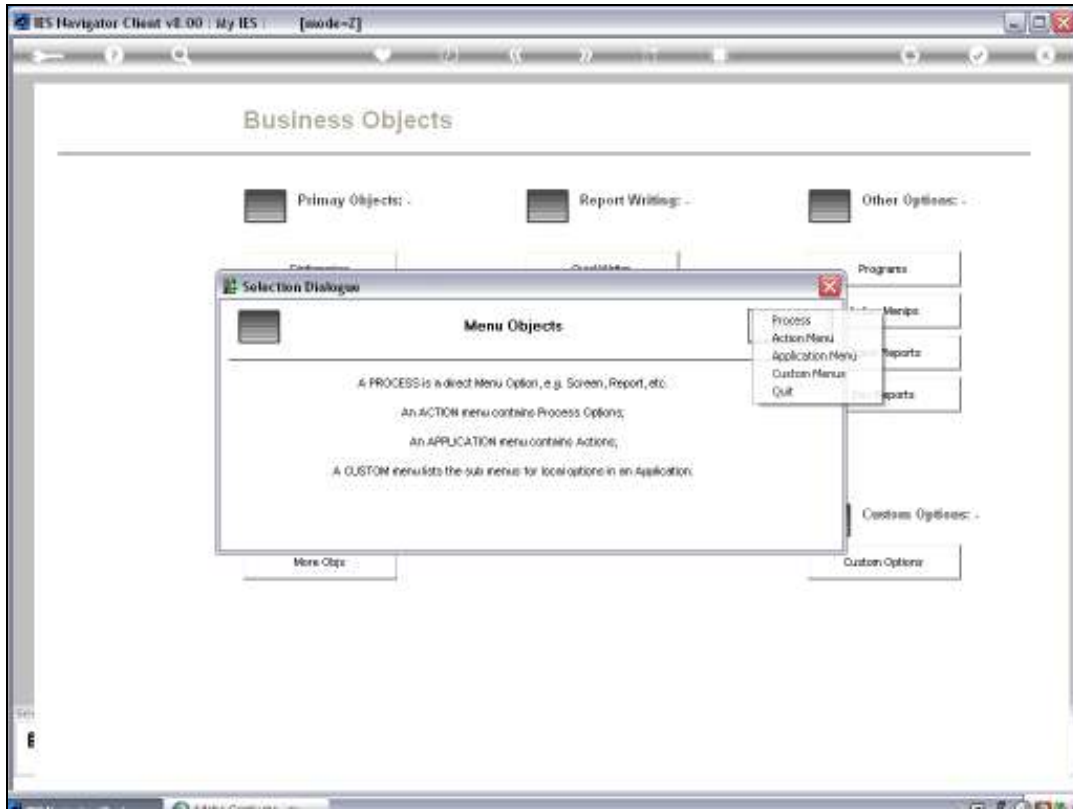 IES Navigator Client v8.00 | My IES | [mode=Z]
Business Objects
Primay Objects: -
Report Writing: -
Other Options: -
Programs
Selection Dialogue
Menu Objects
Process
Action Menu
Application Menu
Custom Menus
Quit
A PROCESS is a direct Menu Option, e.g. Screen, Report, etc.
An ACTION menu contains Process Options;
An APPLICATION menu contains Actions;
A CUSTOM menu lists the sub menus for local options in an Application.
Custom Options: -
More Objs
Custom Options